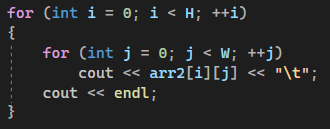 for (int i = 0; i < H; ++i)
{
    for (int j = 0; j < W; ++j)
        cout << arr2[i][j] << "\t";
    cout << endl;
}